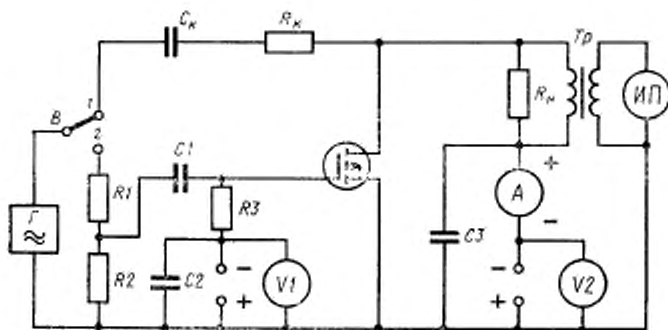 Cк
Rк
Тр
1
В
2
Rн
ИП
C1
+
R1
R3
А
Г
-
C3
R2
C2
-
V1
-
V2
+
+